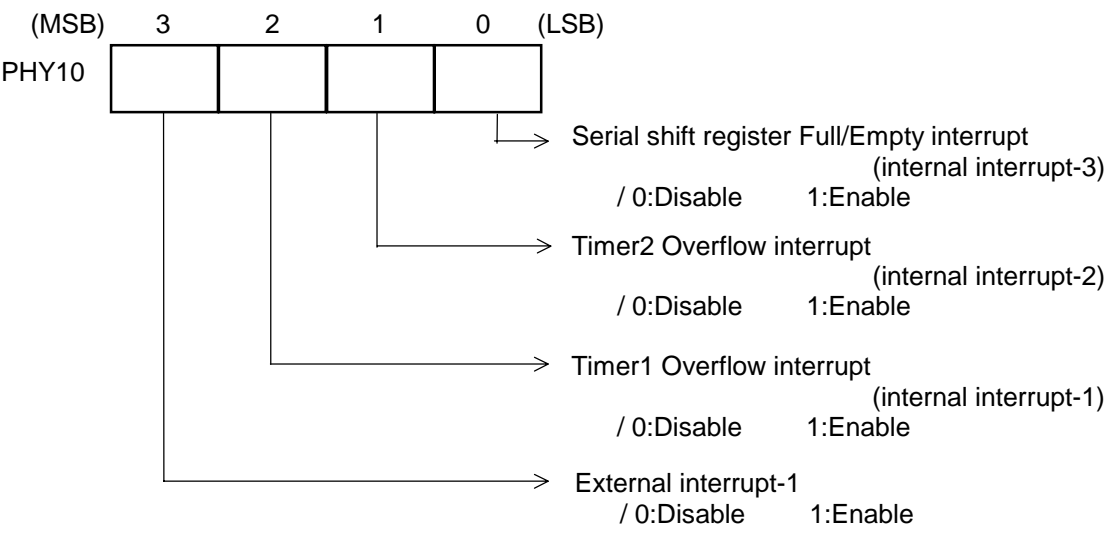 (MSB) 3 2 1 0 (LSB)
PHY10
Serial shift register Full/Empty interrupt
(internal interrupt-3)
/ 0:Disable 1:Enable
Timer2 Overflow interrupt
(internal interrupt-2)
/ 0:Disable 1:Enable
Timer1 Overflow interrupt
(internal interrupt-1)
/ 0:Disable 1:Enable
External interrupt-1
/ 0:Disable 1:Enable